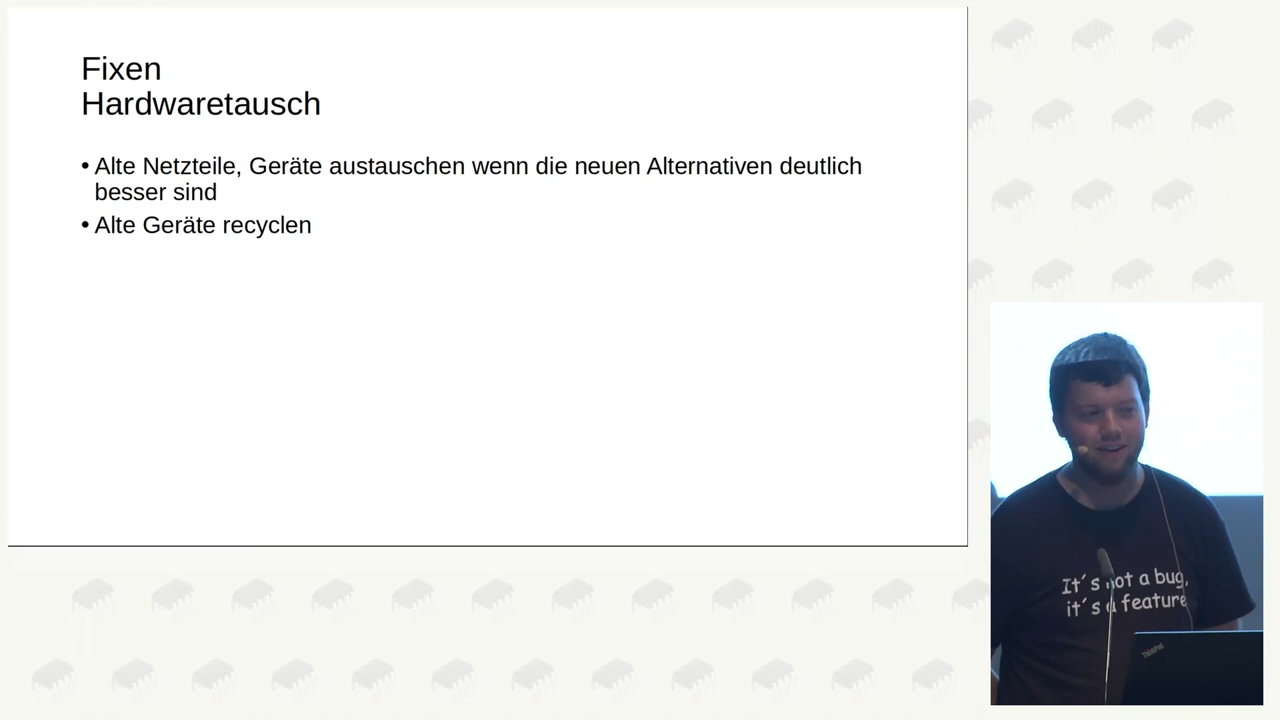 Fixen
Hardwaretausch
• Alte Netzteile, Geräte austauschen wenn die neuen Alternativen deutlich
besser sind
• Alte Geräte recyclen
It´s not a bug,
it´s a feature
ThinkPad